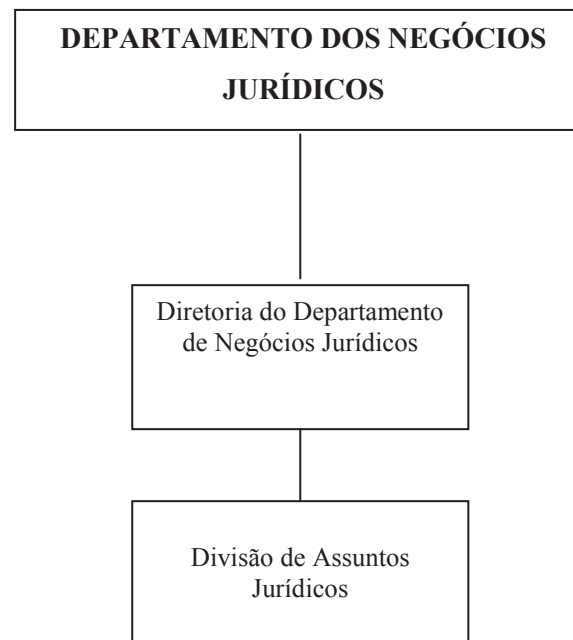 DEPARTAMENTO DOS NEGÓCIOS
JURÍDICOS
Diretoria do Departamento
de Negócios Jurídicos
Divisão de Assuntos
Jurídicos